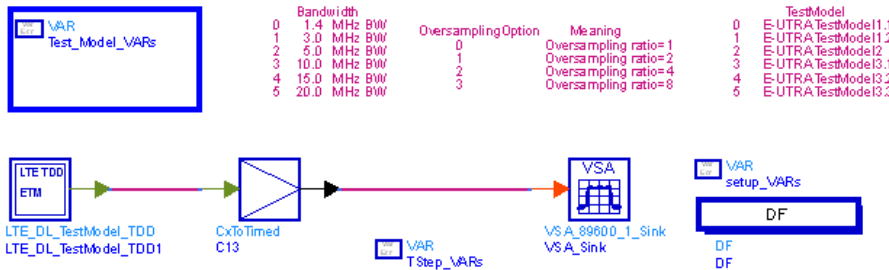 VAR
Test_Model_VARs
Bandwidth
0 1.4 MHz BW
1 3.0 MHz BW
2 5.0 MHz BW
3 10.0 MHz BW
4 15.0 MHz BW
5 20.0 MHz BW
OversamplingOption Meaning
0 Oversampling ratio=1
1 Oversampling ratio=2
2 Oversampling ratio=4
3 Oversampling ratio=8
TestModel
0 E-UTRATestModel1.1
1 E-UTRATestModel1.2
2 E-UTRATestModel2
3 E-UTRATestModel3.1
4 E-UTRATestModel3.2
5 E-UTRATestModel3.3
LTE TDD
ETM
LTE_DL_TestModel_TDD
LTE_DL_TestModel_TDD1
CxToTimed
C13
VAR
TStep_VARs
VSA
VSA_89600_1_Sink
VSA_Sink
VAR
setup_VARs
DF
DF
DF